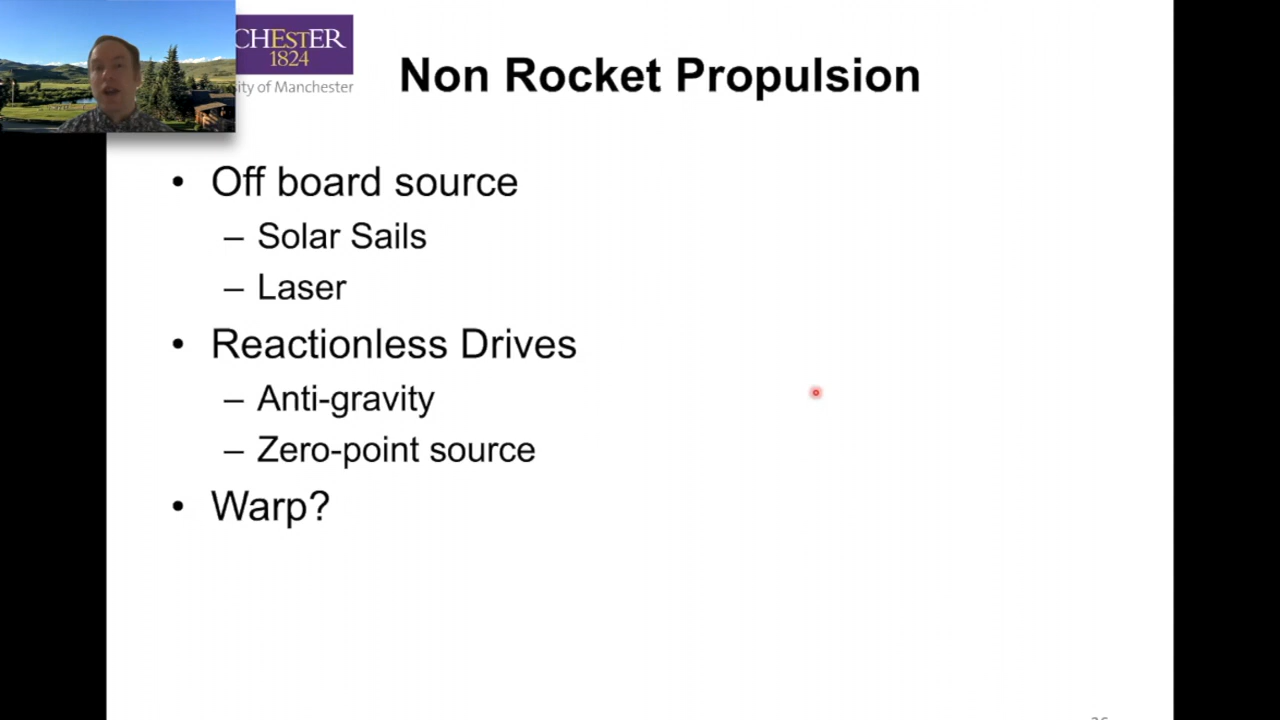 CHESTER
1824
ity of Manchester
Non Rocket Propulsion
• Off board source
– Solar Sails
– Laser
• Reactionless Drives
– Anti-gravity
– Zero-point source
• Warp?